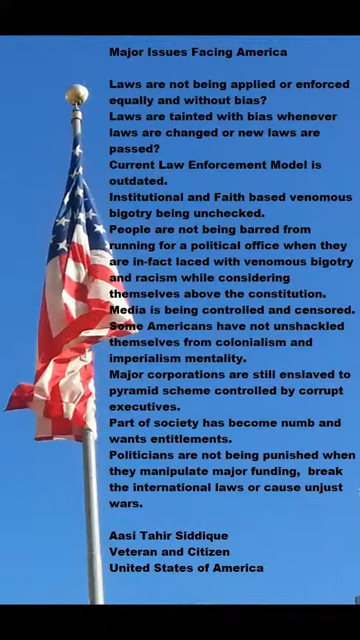 Major Issues Facing America
Laws are not being applied or enforced
equally and without bias?
Laws are tainted with bias whenever
laws are changed or new laws are
passed?
Current Law Enforcement Model is
outdated.
Institutional and Faith based venomous
bigotry being unchecked.
People are not being barred from
running for a political office when they
are in-fact laced with venomous bigotry
and racism while considering
themselves above the constitution.
Media is being controlled and censored.
Some Americans have not unshackled
themselves from colonialism and
imperialism mentality.
Major corporations are still enslaved to
pyramid scheme controlled by corrupt
executives.
Part of society has become numb and
wants entitlements.
Politicians are not being punished when
they manipulate major funding, break
the international laws or cause unjust
wars.
Aasi Tahir Siddique
Veteran and Citizen
United States of America